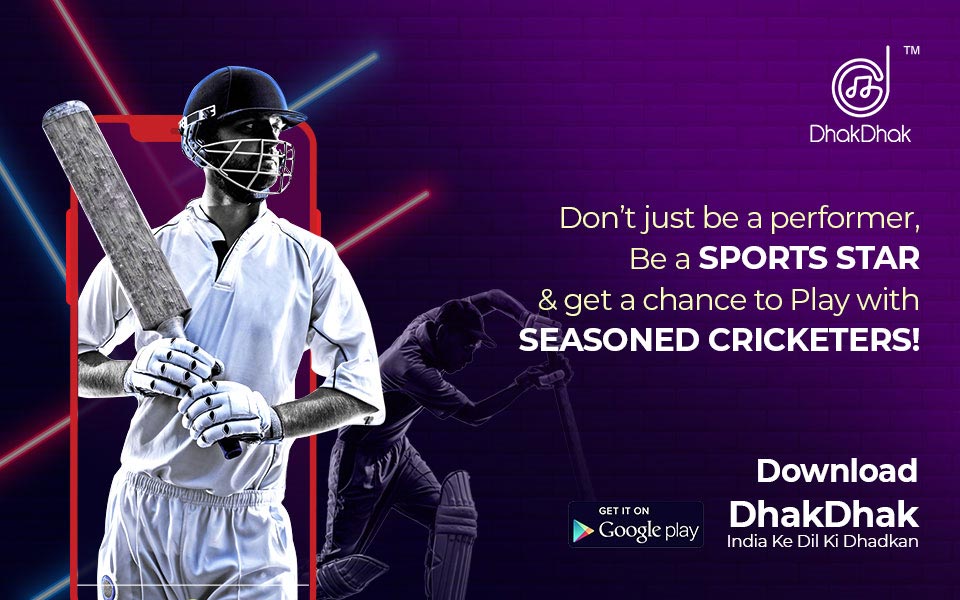 TM
DhakDhak
Don't just be a performer,
Be a SPORTS STAR
& get a chance to Play with
SEASONED CRICKETERS!
Download
GET IT ON
Google play
DhakDhak
India Ke Dil Ki Dhadkan